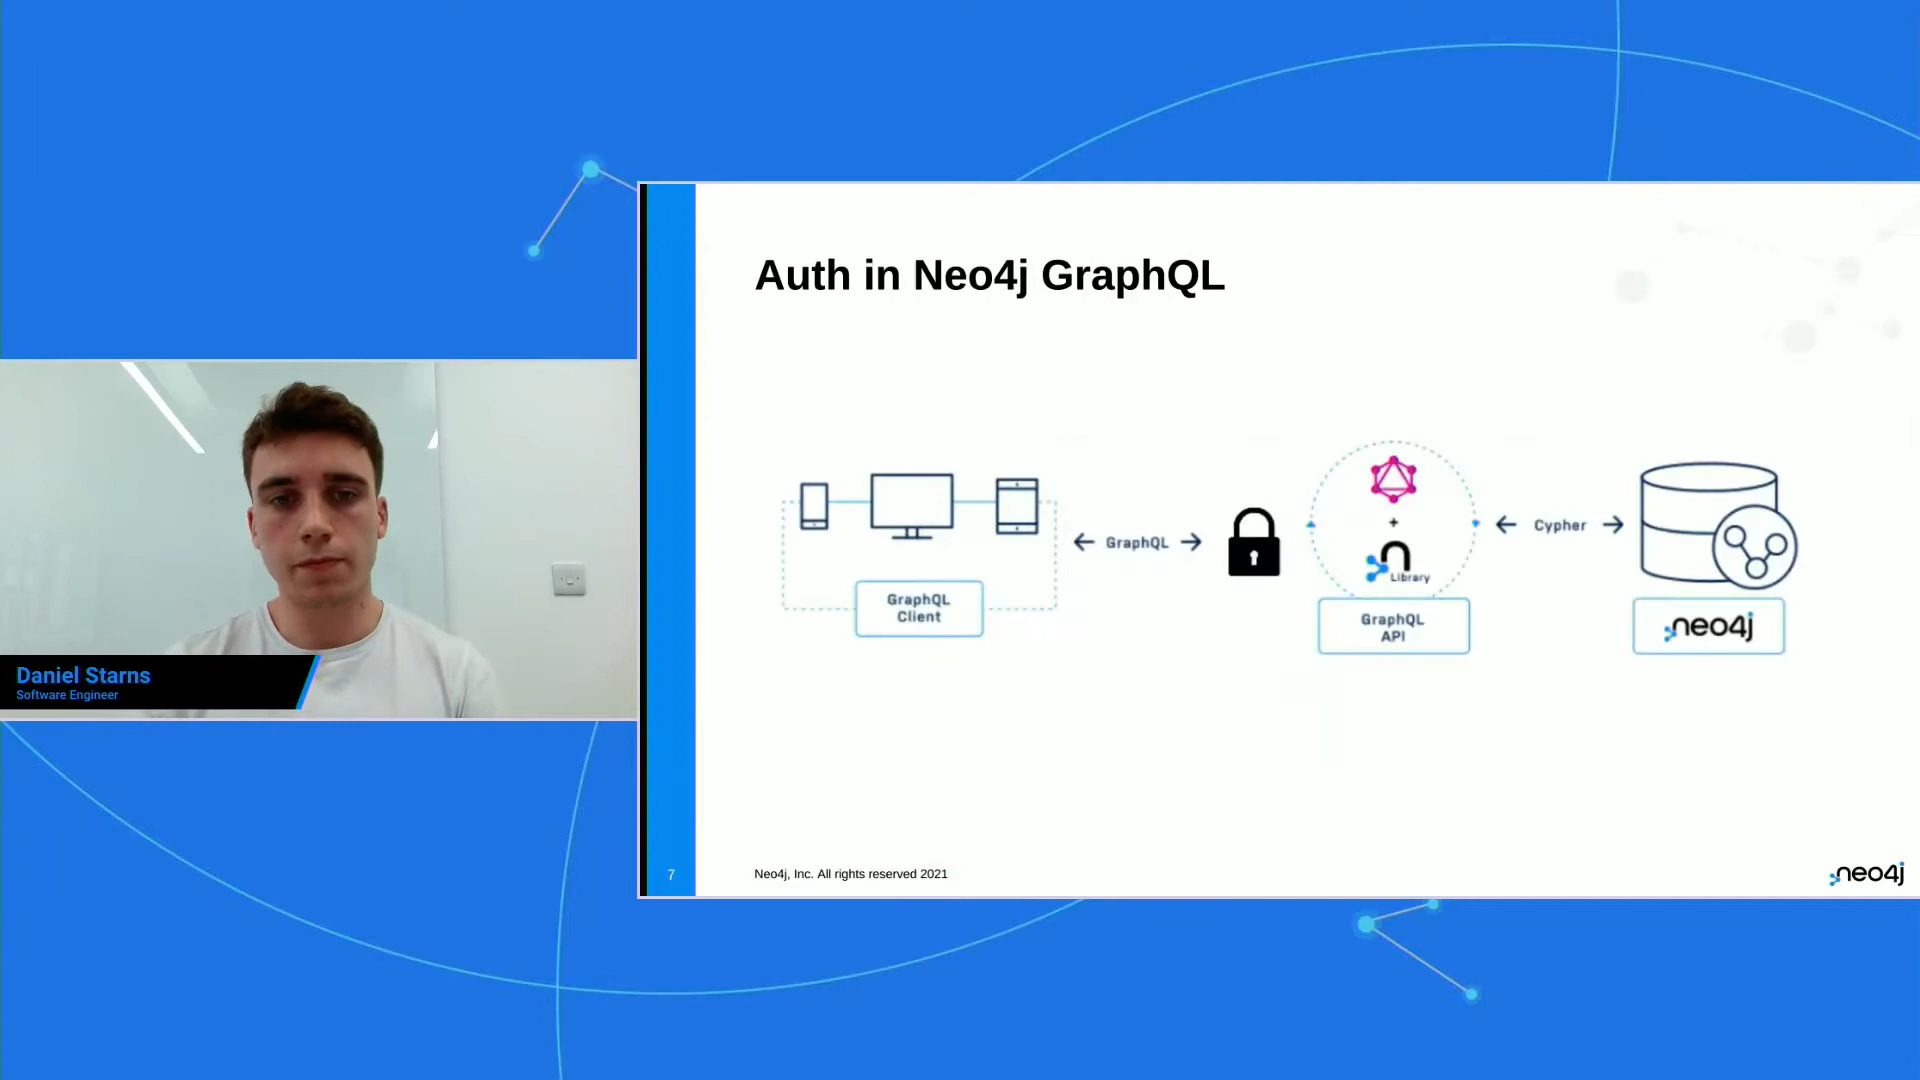 Auth in Neo4j GraphQL
GraphQL
Client
GraphQL
+
Library
GraphQL
API
Cypher
neo4j
Daniel Starns
Software Engineer
7
Neo4j, Inc. All rights reserved 2021
neo4j